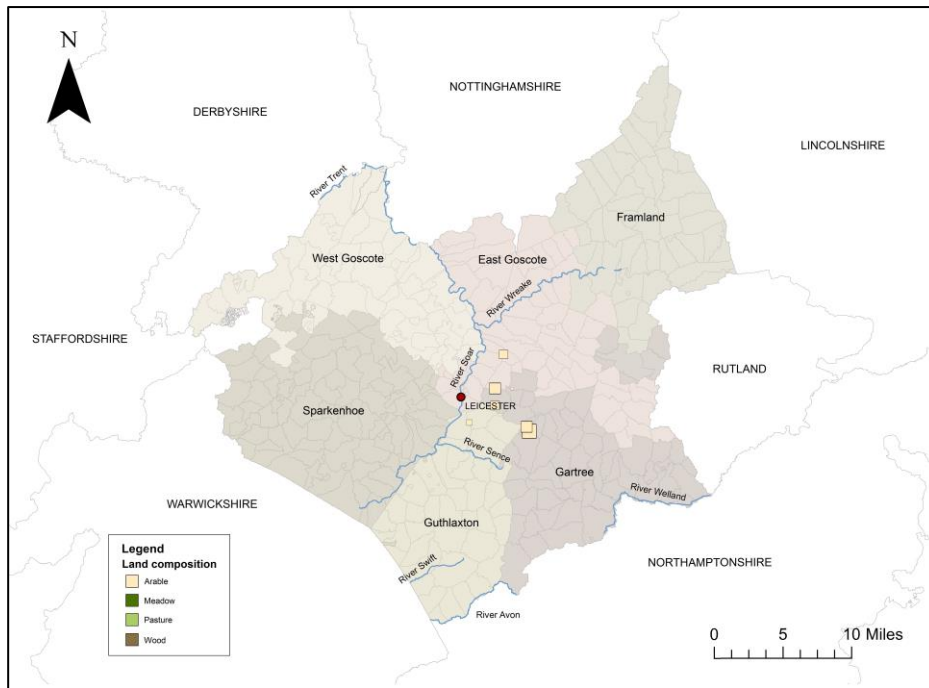 N
NOTTINGHAMSHIRE
DERBYSHIRE
LINCOLNSHIRE
River Trent
Framland
West Goscote
East Goscote
River Wreake
STAFFORDSHIRE
River Soar
RUTLAND
LEICESTER
Sparkenhoe
River Sence
Gartree
River Welland
WARWICKSHIRE
Guthlaxton
NORTHAMPTONSHIRE
River Swift
River Avon
Legend
Land composition
Arable
Meadow
Pasture
Wood
0 5 10 Miles